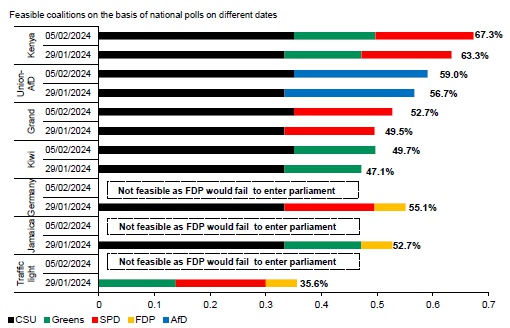 Feasible coalitions on the basis of national polls on different dates
Kenya
05/02/2024 67.3%
29/01/2024 63.3%
Union-
AfD
05/02/2024 59.0%
29/01/2024 56.7%
Grand
05/02/2024 52.7%
29/01/2024 49.5%
Kiwi
05/02/2024 49.7%
29/01/2024 47.1%
Germany
05/02/2024 Not feasible as FDP would fail to enter parliament
29/01/2024 55.1%
Jamaica
05/02/2024 Not feasible as FDP would fail to enter parliament
29/01/2024 52.7%
Traffic
light
05/02/2024 Not feasible as FDP would fail to enter parliament
29/01/2024 35.6%
0 0.1 0.2 0.3 0.4 0.5 0.6 0.7
CSU Greens SPD FDP AfD